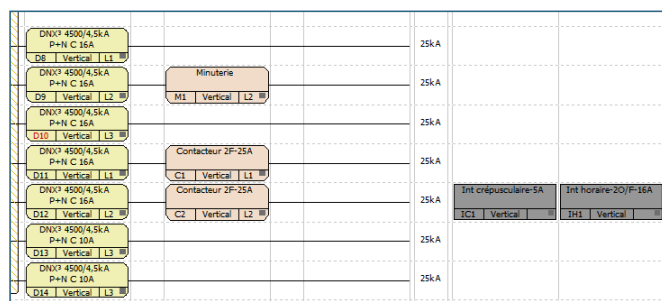 DNX³ 4500/4,5kA
P+N C 16A
D8 Vertical L1
25kA
DNX³ 4500/4,5kA
P+N C 16A
D9 Vertical L2
Minuterie
M1 Vertical L2
25kA
DNX³ 4500/4,5kA
P+N C 16A
D10 Vertical L3
25kA
DNX³ 4500/4,5kA
P+N C 16A
D11 Vertical L1
Contacteur 2F-25A
C1 Vertical L1
25kA
DNX³ 4500/4,5kA
P+N C 16A
D12 Vertical L2
Contacteur 2F-25A
C2 Vertical L2
25kA
Int crépusculaire-5A
IC1 Vertical
Int horaire-2O/F-16A
IH1 Vertical
DNX³ 4500/4,5kA
P+N C 10A
D13 Vertical L3
25kA
DNX³ 4500/4,5kA
P+N C 10A
D14 Vertical L3
25kA